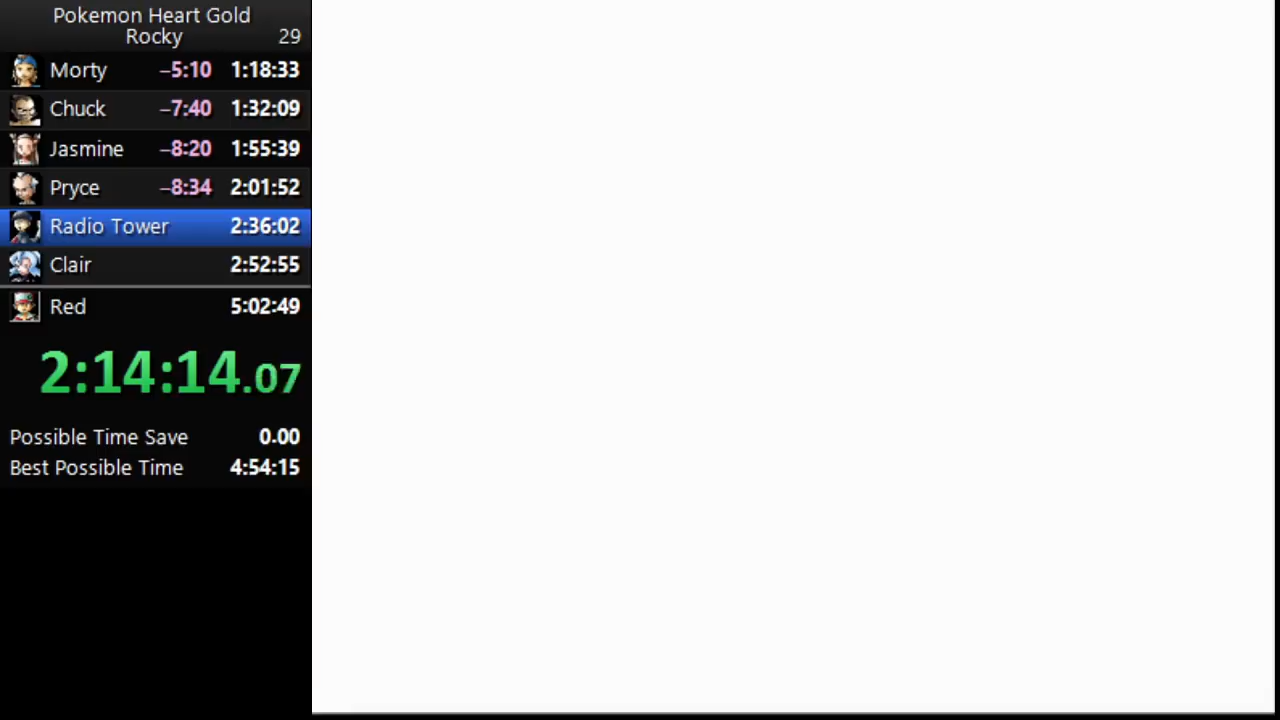 Pokemon Heart Gold
Rocky 29
Morty −5:10 1:18:33
Chuck −7:40 1:32:09
Jasmine −8:20 1:55:39
Pryce −8:34 2:01:52
Radio Tower 2:36:02
Clair 2:52:55
Red 5:02:49
2:14:14.07
Possible Time Save 0.00
Best Possible Time 4:54:15